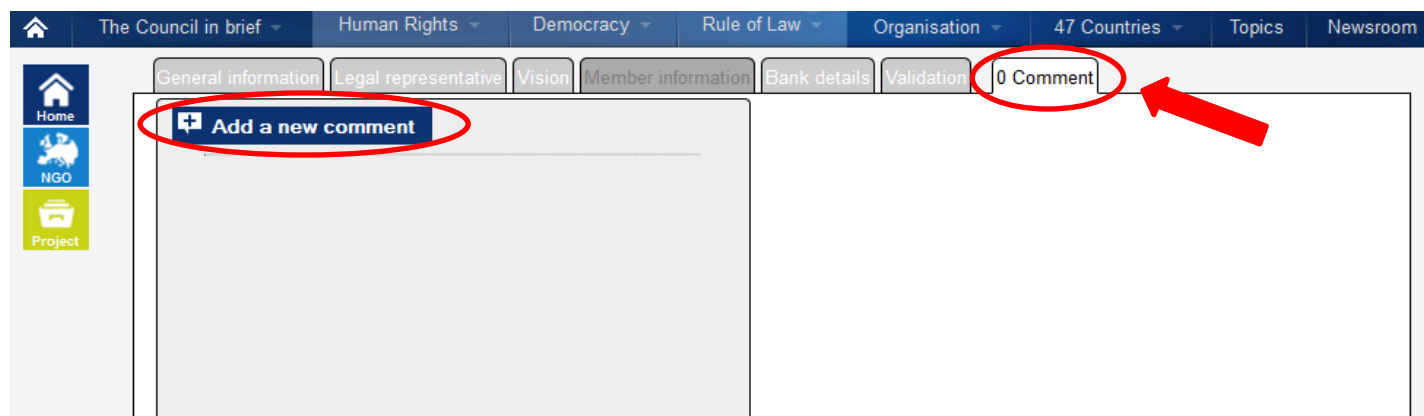 The Council in brief Human Rights Democracy Rule of Law Organisation 47 Countries Topics Newsroom
General information Legal representative Vision Member information Bank details Validation 0 Comment
Home
Add a new comment
NGO
Project